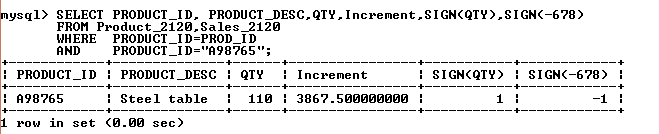 mysql> SELECT PRODUCT_ID, PRODUCT_DESC,QTY,Increment,SIGN(QTY),SIGN(-678)
FROM Product_2120,Sales_2120
WHERE PRODUCT_ID=PROD_ID
AND PRODUCT_ID="A98765";
+------------+--------------+-----+----------------+-----------+------------+
| PRODUCT_ID | PRODUCT_DESC | QTY | Increment | SIGN(QTY) | SIGN(-678) |
+------------+--------------+-----+----------------+-----------+------------+
| A98765 | Steel table | 110 | 3867.500000000 | 1 | -1 |
+------------+--------------+-----+----------------+-----------+------------+
1 row in set (0.00 sec)